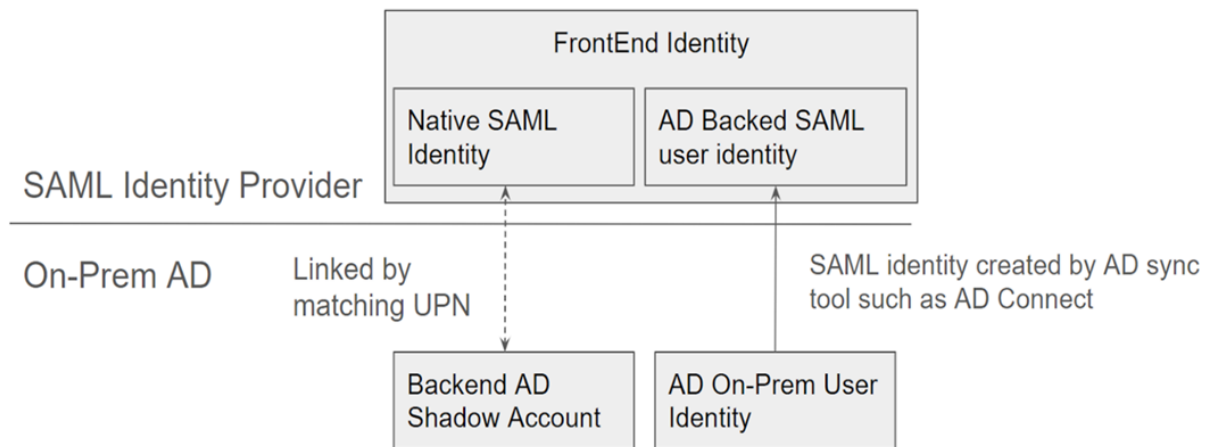 FrontEnd Identity
Native SAML
Identity
AD Backed SAML
user identity
SAML Identity Provider
On-Prem AD
Linked by
matching UPN
SAML identity created by AD sync
tool such as AD Connect
Backend AD
Shadow Account
AD On-Prem User
Identity